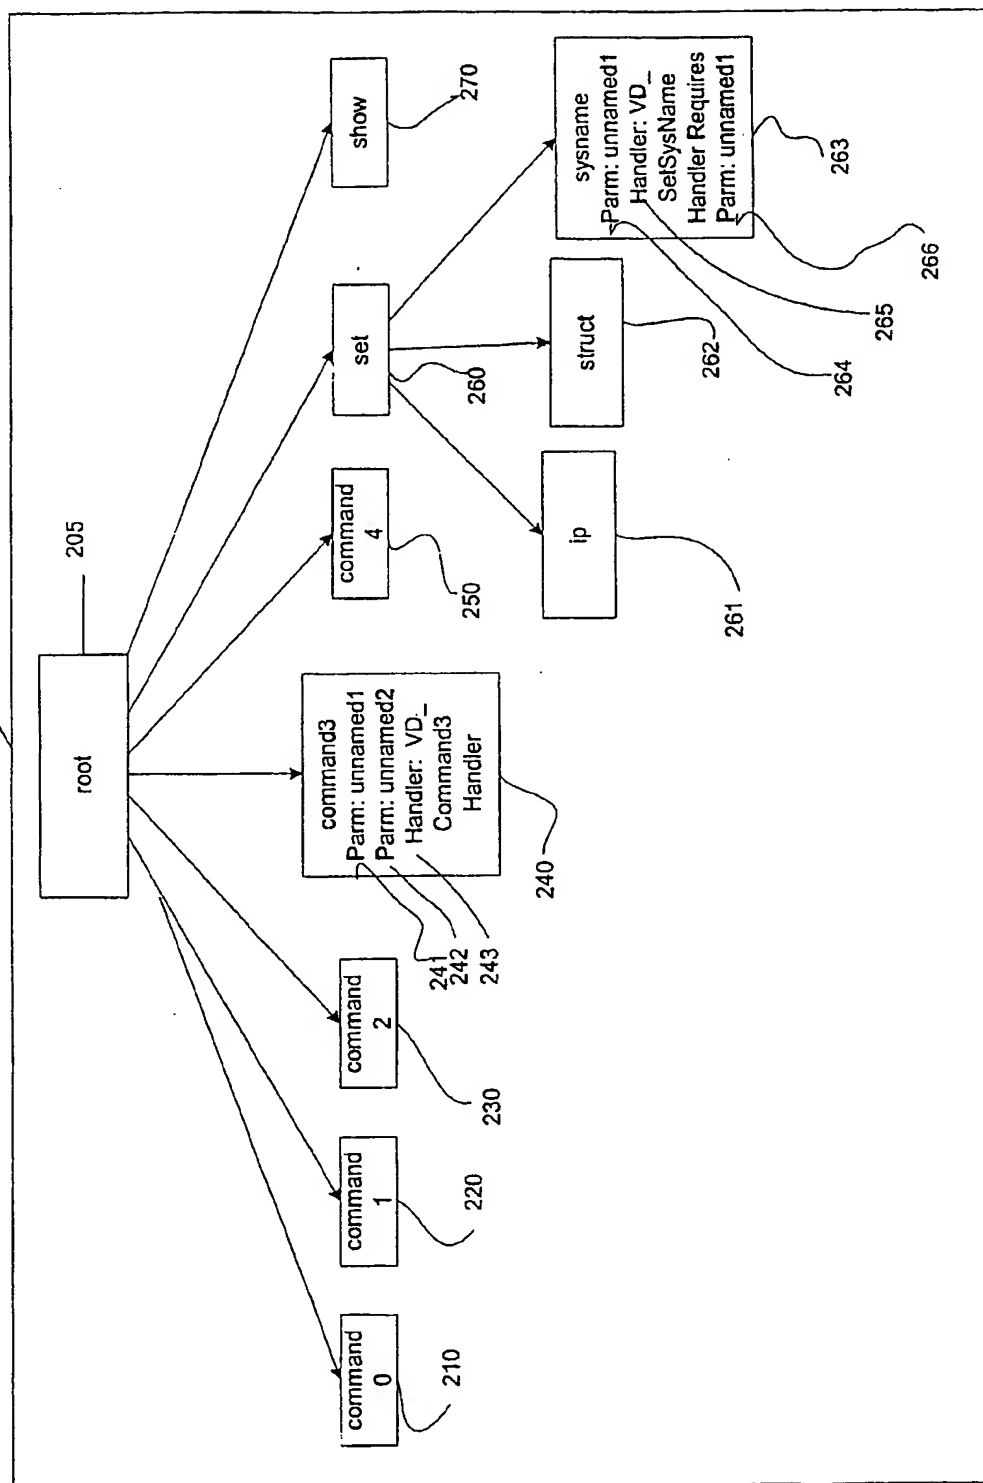 root
205
command
0
210
command
1
220
command
2
230
command3
Parm: unnamed1
Parm: unnamed2
Handler: VD_
Command3
Handler
241
242
243
240
command
4
250
set
260
show
270
ip
261
struct
262
sysname
Parm: unnamed1
Handler: VD_
SetSysName
Handler Requires
Parm: unnamed1
263
264
265
266